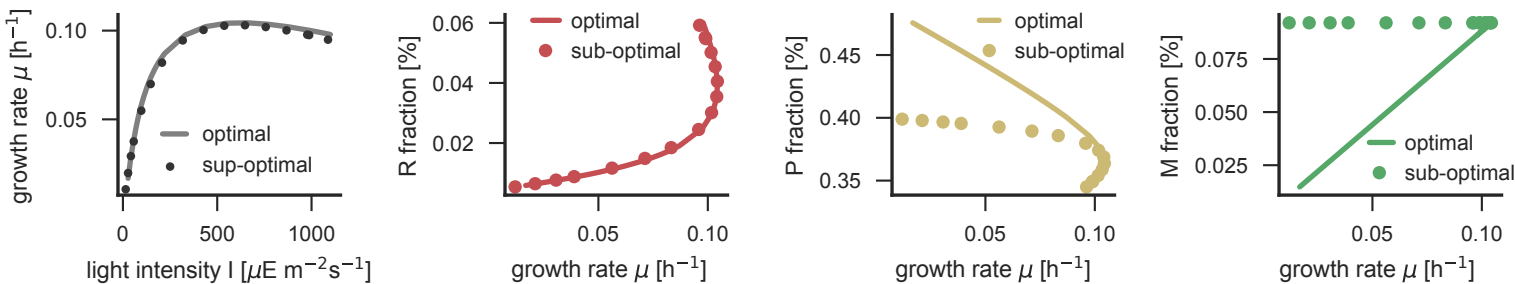 growth rate μ [h⁻¹]
0.10
0.05
optimal
sup-optimal
0
500
1000
light intensity I [μE m⁻²s⁻¹]
R fraction [%]
0.06
0.04
0.02
optimal
sub-optimal
0.05
0.10
growth rate μ [h⁻¹]
P fraction [%]
0.45
0.40
0.35
optimal
sub-optimal
0.05
0.10
growth rate μ [h⁻¹]
M fraction [%]
0.075
0.050
0.025
optimal
sub-optimal
0.05
0.10
growth rate μ [h⁻¹]